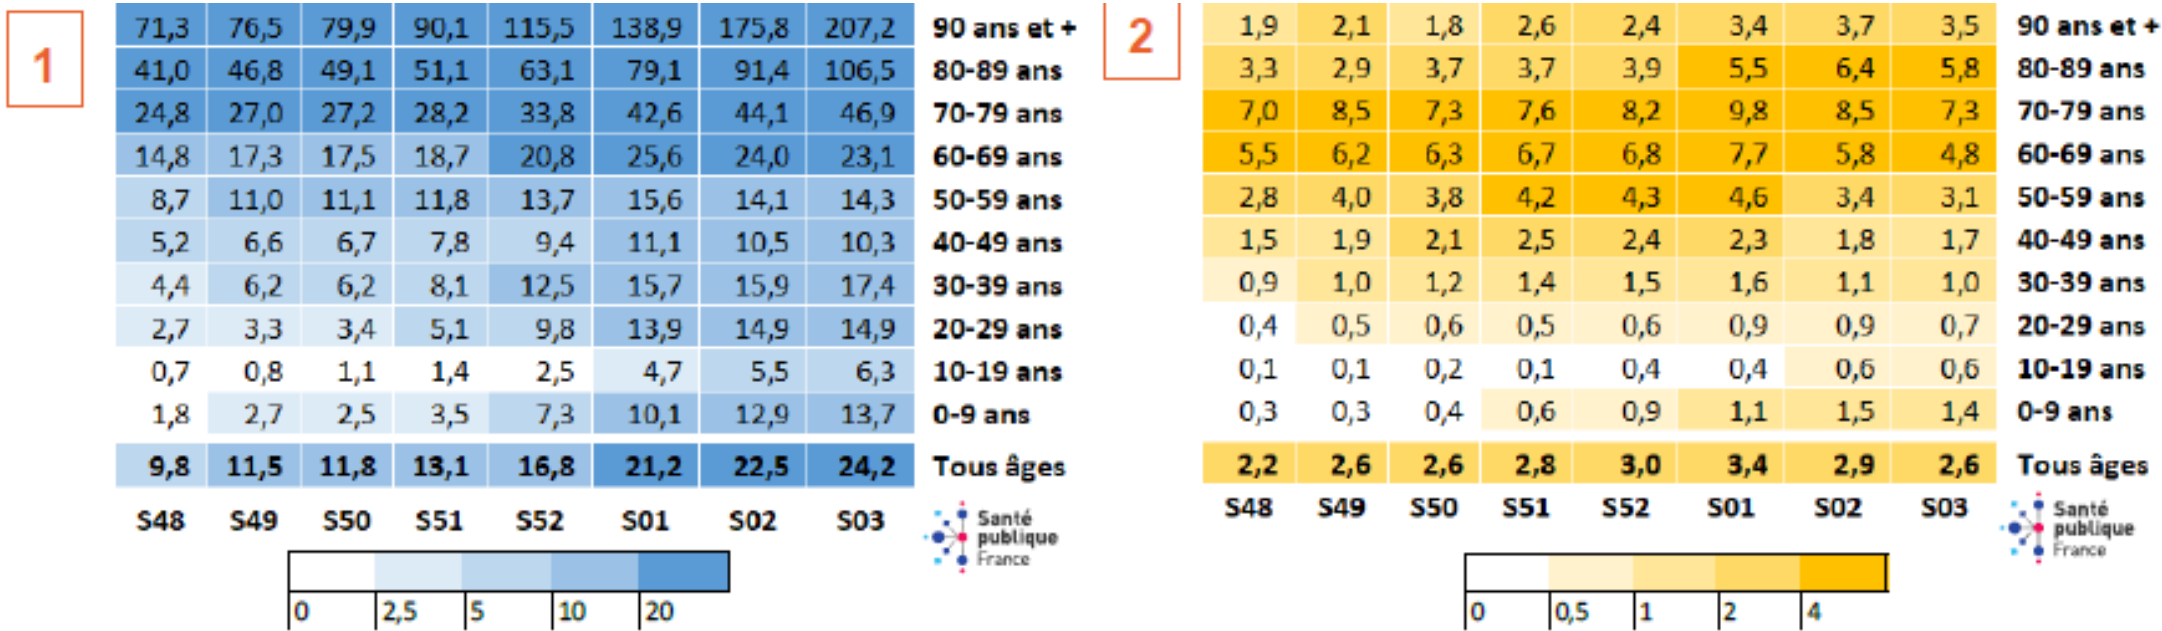 1
71,3 76,5 79,9 90,1 115,5 138,9 175,8 207,2 90 ans et +
41,0 46,8 49,1 51,1 63,1 79,1 91,4 106,5 80-89 ans
24,8 27,0 27,2 28,2 33,8 42,6 44,1 46,9 70-79 ans
14,8 17,3 17,5 18,7 20,8 25,6 24,0 23,1 60-69 ans
8,7 11,0 11,1 11,8 13,7 15,6 14,1 14,3 50-59 ans
5,2 6,6 6,7 7,8 9,4 11,1 10,5 10,3 40-49 ans
4,4 6,2 6,2 8,1 12,5 15,7 15,9 17,4 30-39 ans
2,7 3,3 3,4 5,1 9,8 13,9 14,9 14,9 20-29 ans
0,7 0,8 1,1 1,4 2,5 4,7 5,5 6,3 10-19 ans
1,8 2,7 2,5 3,5 7,3 10,1 12,9 13,7 0-9 ans
9,8 11,5 11,8 13,1 16,8 21,2 22,5 24,2 Tous âges
S48 S49 S50 S51 S52 S01 S02 S03
Santé
publique
France
0 2,5 5 10 20
2
1,9 2,1 1,8 2,6 2,4 3,4 3,7 3,5 90 ans et +
3,3 2,9 3,7 3,7 3,9 5,5 6,4 5,8 80-89 ans
7,0 8,5 7,3 7,6 8,2 9,8 8,5 7,3 70-79 ans
5,5 6,2 6,3 6,7 6,8 7,7 5,8 4,8 60-69 ans
2,8 4,0 3,8 4,2 4,3 4,6 3,4 3,1 50-59 ans
1,5 1,9 2,1 2,5 2,4 2,3 1,8 1,7 40-49 ans
0,9 1,0 1,2 1,4 1,5 1,6 1,1 1,0 30-39 ans
0,4 0,5 0,6 0,5 0,6 0,9 0,9 0,7 20-29 ans
0,1 0,1 0,2 0,1 0,4 0,4 0,6 0,6 10-19 ans
0,3 0,3 0,4 0,6 0,9 1,1 1,5 1,4 0-9 ans
2,2 2,6 2,6 2,8 3,0 3,4 2,9 2,6 Tous âges
S48 S49 S50 S51 S52 S01 S02 S03
Santé
publique
France
0 0,5 1 2 4